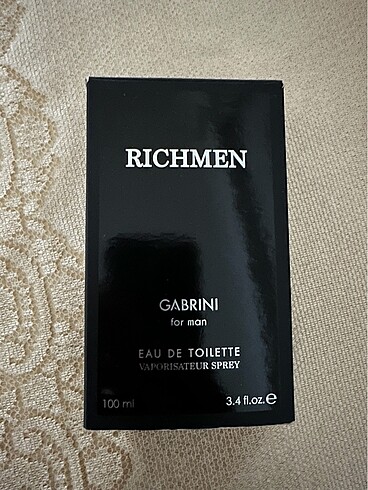 RICHMEN
GABRINI
for man
EAU DE TOILETTE
VAPORISATEUR SPREY
100 ml 3.4 fl.oz.℮